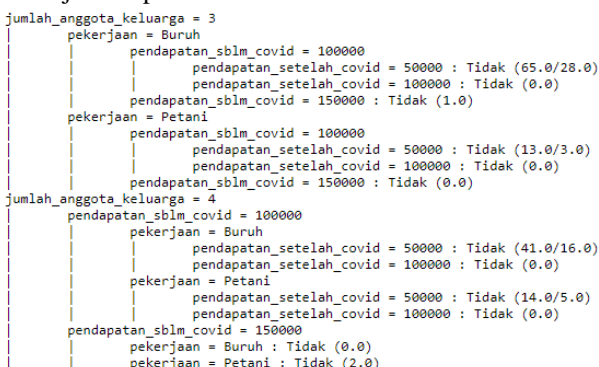 jumlah_anggota_keluarga = 3
| pekerjaan = Buruh
| | pendapatan_sblm_covid = 100000
| | | pendapatan_setelah_covid = 50000 : Tidak (65.0/28.0)
| | | pendapatan_setelah_covid = 100000 : Tidak (0.0)
| | pendapatan_sblm_covid = 150000 : Tidak (1.0)
| pekerjaan = Petani
| | pendapatan_sblm_covid = 100000
| | | pendapatan_setelah_covid = 50000 : Tidak (13.0/3.0)
| | | pendapatan_setelah_covid = 100000 : Tidak (0.0)
| | pendapatan_sblm_covid = 150000 : Tidak (0.0)
jumlah_anggota_keluarga = 4
| pendapatan_sblm_covid = 100000
| | pekerjaan = Buruh
| | | pendapatan_setelah_covid = 50000 : Tidak (41.0/16.0)
| | | pendapatan_setelah_covid = 100000 : Tidak (0.0)
| | pekerjaan = Petani
| | | pendapatan_setelah_covid = 50000 : Tidak (14.0/5.0)
| | | pendapatan_setelah_covid = 100000 : Tidak (0.0)
| pendapatan_sblm_covid = 150000
| | pekerjaan = Buruh : Tidak (0.0)
| | pekerjaan = Petani : Tidak (2.0)